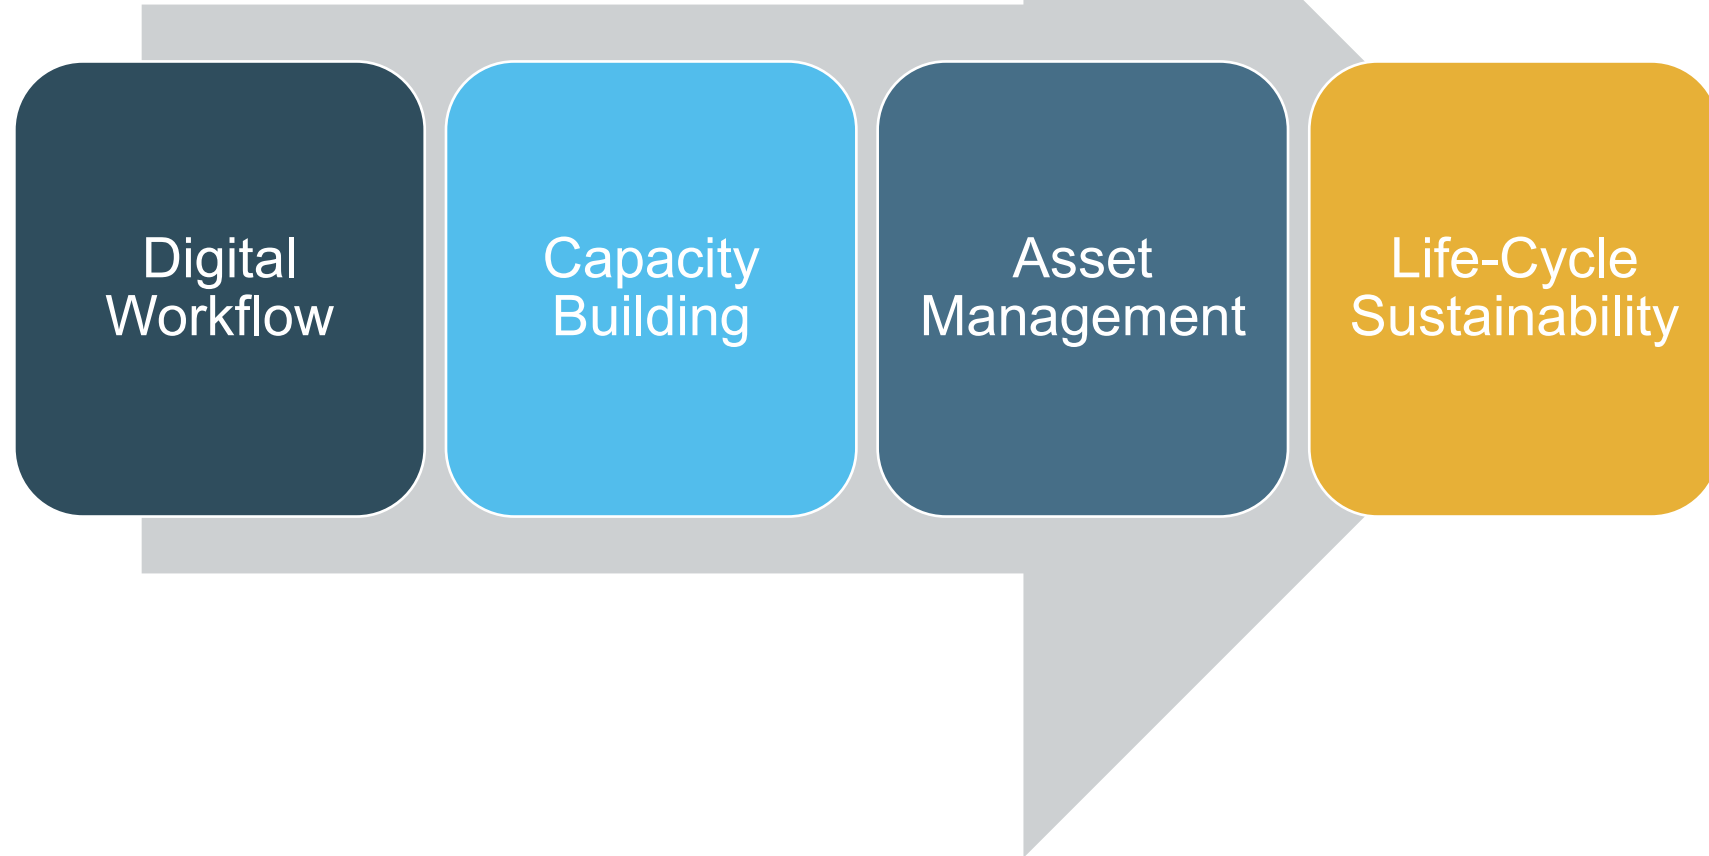 Digital
Workflow
Capacity
Building
Asset
Management
Life-Cycle
Sustainability